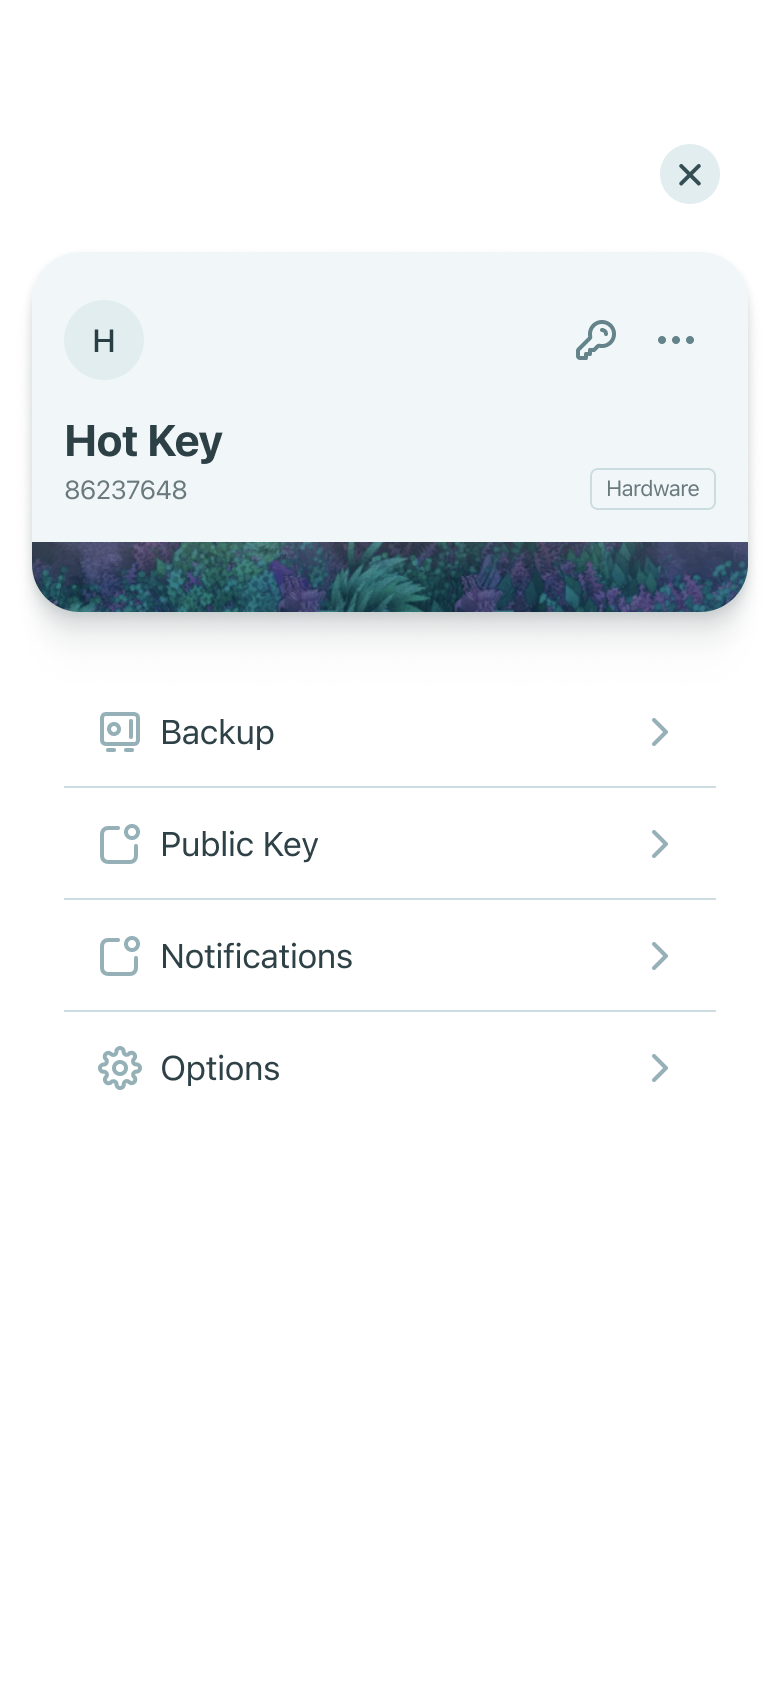 H
Hot Key
86237648
Hardware
Backup
Public Key
Notifications
Options